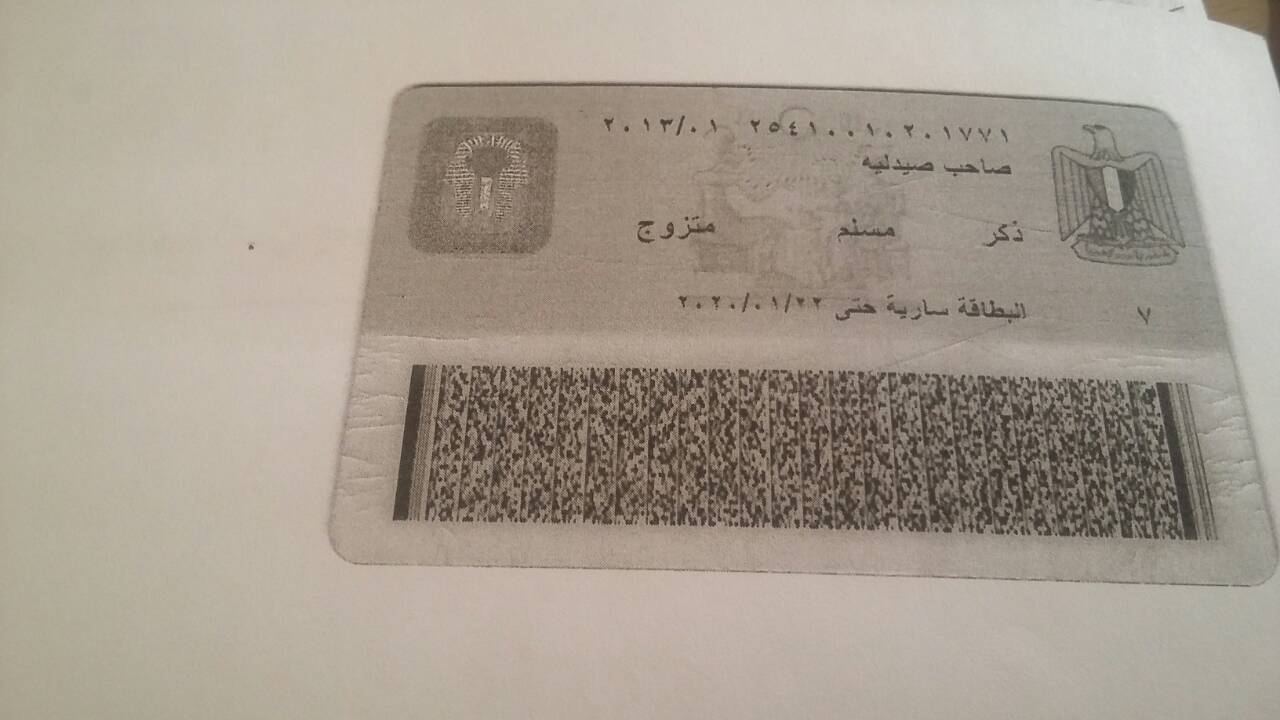 ٢٥٤١٠٠١٠٢٠١٧٧١ ٢٠١٣/٠١
صاحب صيدليه
ذكر مسلم متزوج
٧ البطاقة سارية حتى ٢٠٢٠/٠١/٢٢